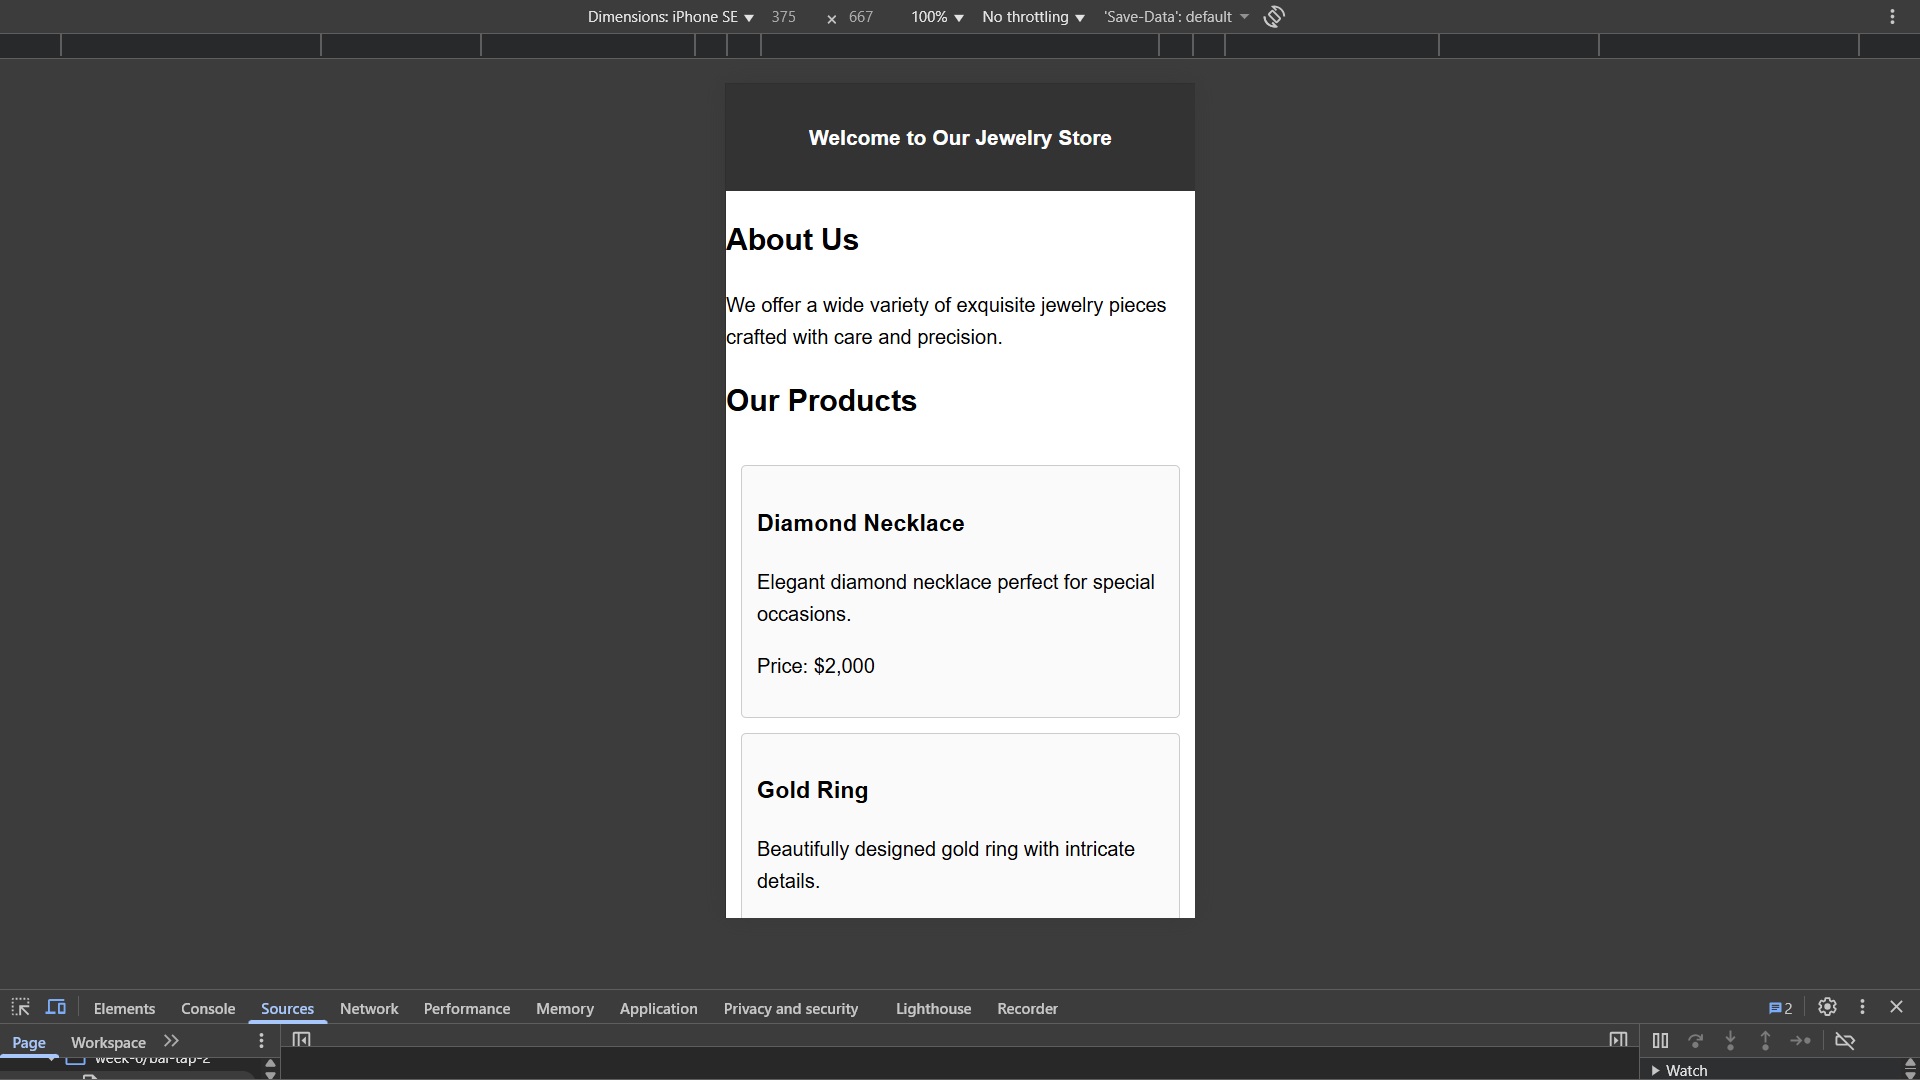 Dimensions: iPhone SE 375 × 667 100% No throttling 'Save-Data': default
Welcome to Our Jewelry Store
About Us
We offer a wide variety of exquisite jewelry pieces
crafted with care and precision.
Our Products
Diamond Necklace
Elegant diamond necklace perfect for special
occasions.
Price: $2,000
Gold Ring
Beautifully designed gold ring with intricate
details.
Elements Console Sources Network Performance Memory Application Privacy and security Lighthouse Recorder 2
Page Workspace
week-6/bai-tap-2
Watch